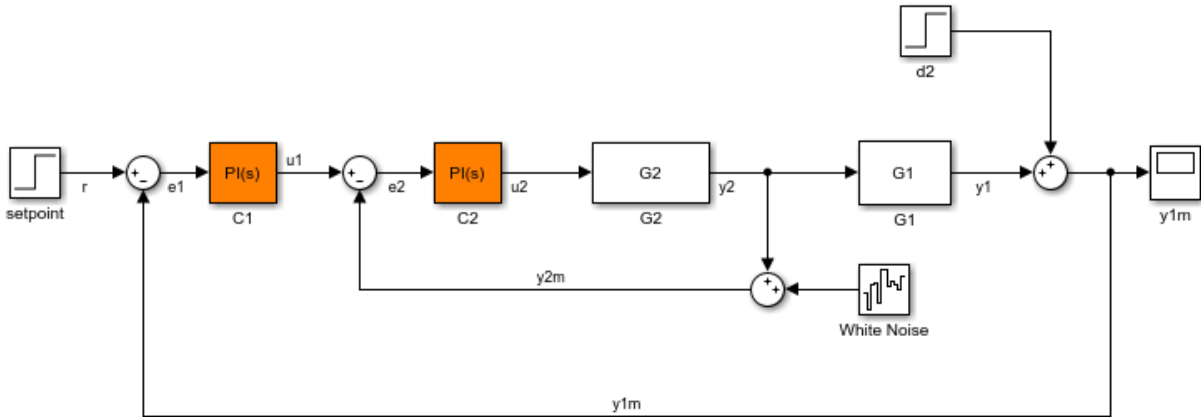 d2
setpoint
r
e1
PI(s)
C1
u1
e2
PI(s)
C2
u2
G2
G2
y2
G1
G1
y1
y1m
y2m
White Noise
y1m